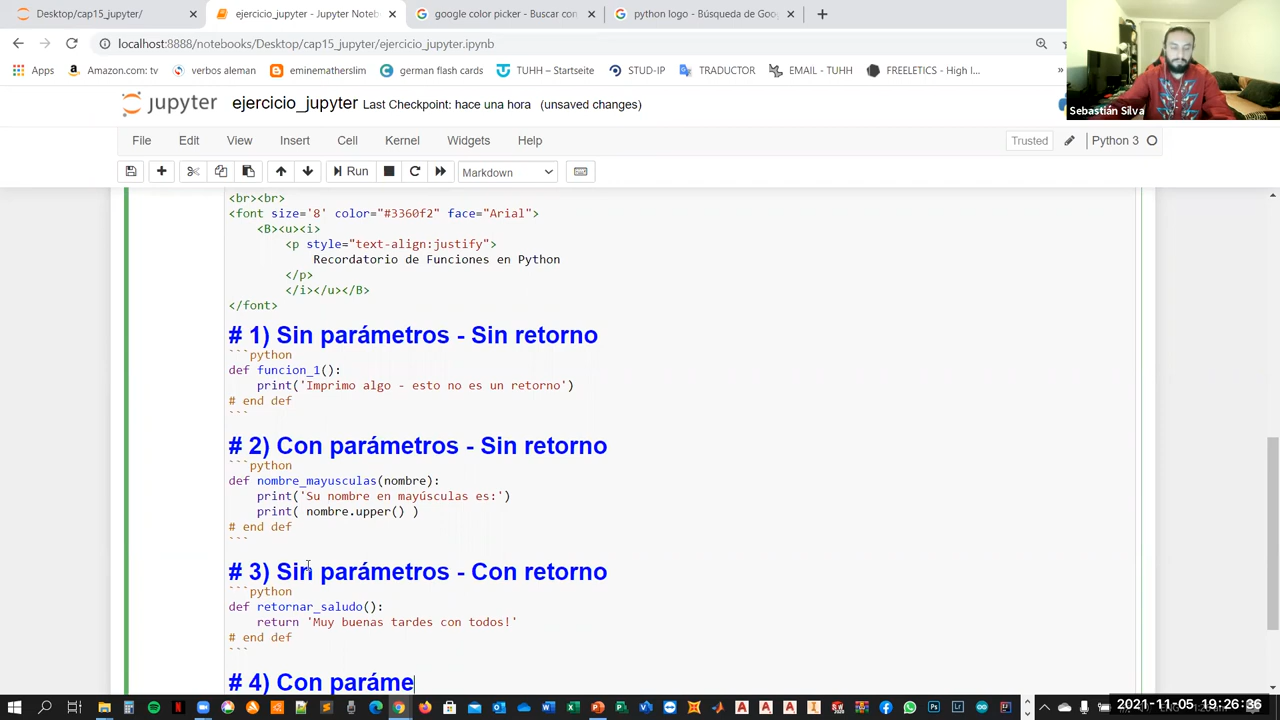 Desktop/cap15_jupyter/
ejercicio_jupyter - Jupyter Noteb
google color picker - Buscar con
python logo - Búsqueda de Goo
localhost:8888/notebooks/Desktop/cap15_jupyter/ejercicio_jupyter.ipynb
Apps
Amazon.com: tv
verbos aleman
eminemathersIim
german flash cards
TUHH – Startseite
STUD-IP
TRADUCTOR
EMAIL - TUHH
FREELETICS - High I...
»
Sebastián Silva
jupyter
ejercicio_jupyter
Last Checkpoint: hace una hora (unsaved changes)
File Edit View Insert Cell Kernel Widgets Help
Trusted
Python 3
Run
Markdown
<br><br>
<font size='8' color="#3360f2" face="Arial">
<B><u><i>
<p style="text-align:justify">
Recordatorio de Funciones en Python
</p>
</i></u></B>
</font>
# 1) Sin parámetros - Sin retorno
```python
def funcion_1():
print('Imprimo algo - esto no es un retorno')
# end def
```
# 2) Con parámetros - Sin retorno
```python
def nombre_mayusculas(nombre):
print('Su nombre en mayúsculas es:')
print( nombre.upper() )
# end def
```
# 3) Sin parámetros - Con retorno
```python
def retornar_saludo():
return 'Muy buenas tardes con todos!'
# end def
```
# 4) Con paráme
2021-11-05 19:26:36